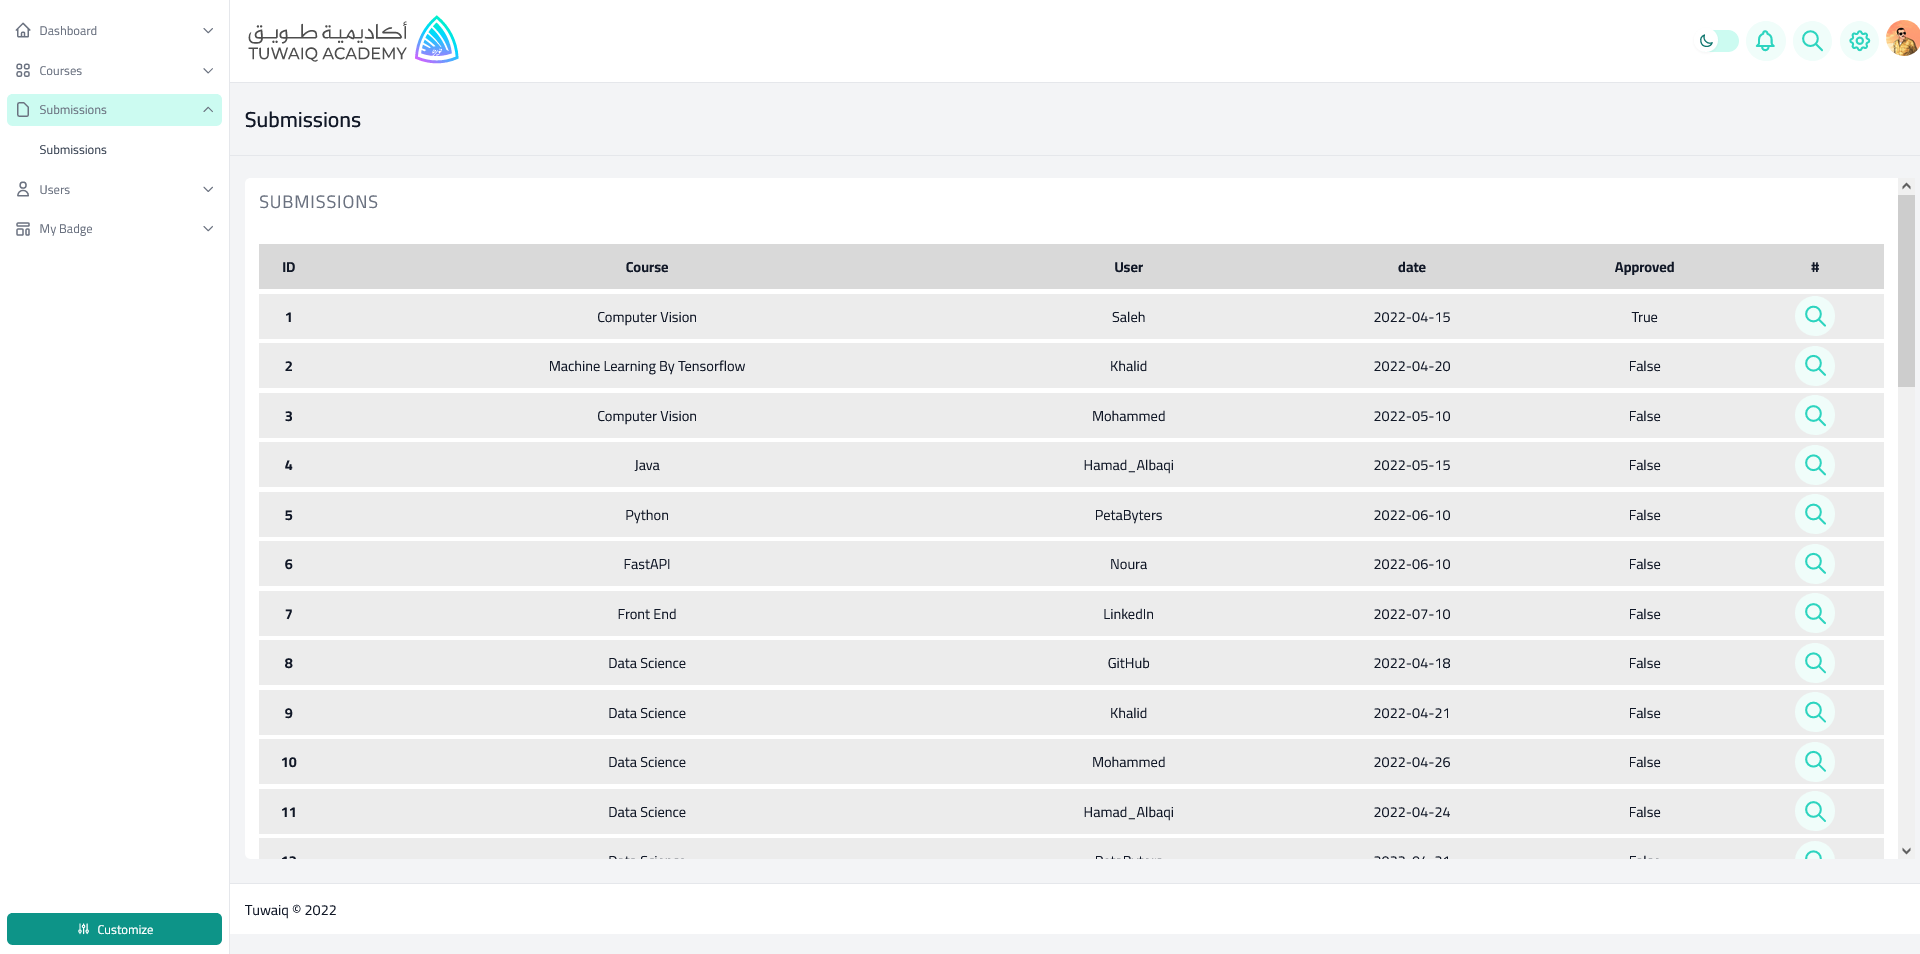 Dashboard
Courses
Submissions
Submissions
Users
My Badge
Customize
أكاديمية طويق
TUWAIQ ACADEMY
Submissions
SUBMISSIONS
ID Course User date Approved #
1 Computer Vision Saleh 2022-04-15 True
2 Machine Learning By Tensorflow Khalid 2022-04-20 False
3 Computer Vision Mohammed 2022-05-10 False
4 Java Hamad_Albaqi 2022-05-15 False
5 Python PetaByters 2022-06-10 False
6 FastAPI Noura 2022-06-10 False
7 Front End LinkedIn 2022-07-10 False
8 Data Science GitHub 2022-04-18 False
9 Data Science Khalid 2022-04-21 False
10 Data Science Mohammed 2022-04-26 False
11 Data Science Hamad_Albaqi 2022-04-24 False
Data Science PetaByters False
Tuwaiq © 2022